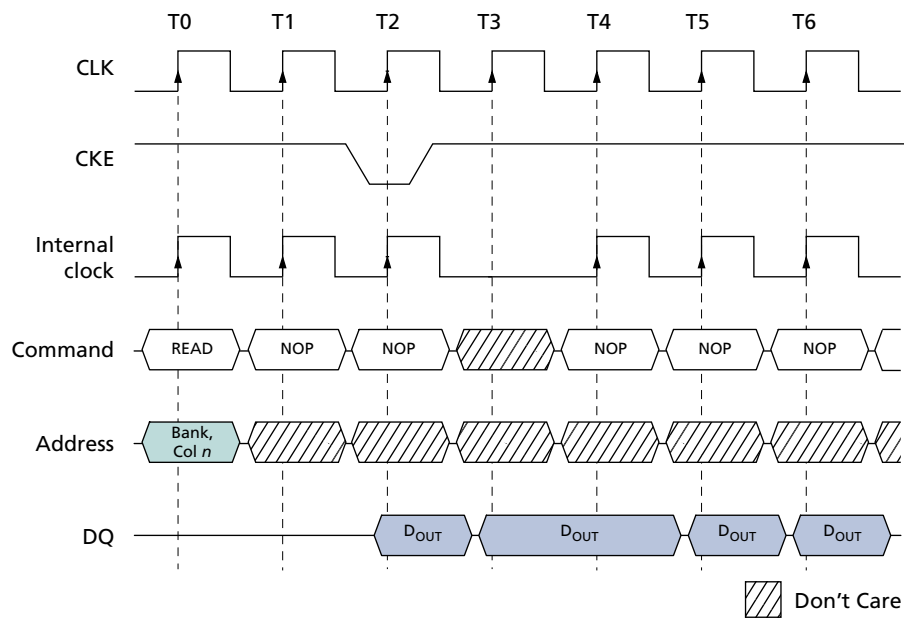 T0 T1 T2 T3 T4 T5 T6
CLK
CKE
Internal
clock
Command READ NOP NOP NOP NOP NOP
Address Bank,
Col n
DQ DOUT DOUT DOUT DOUT
Don't Care